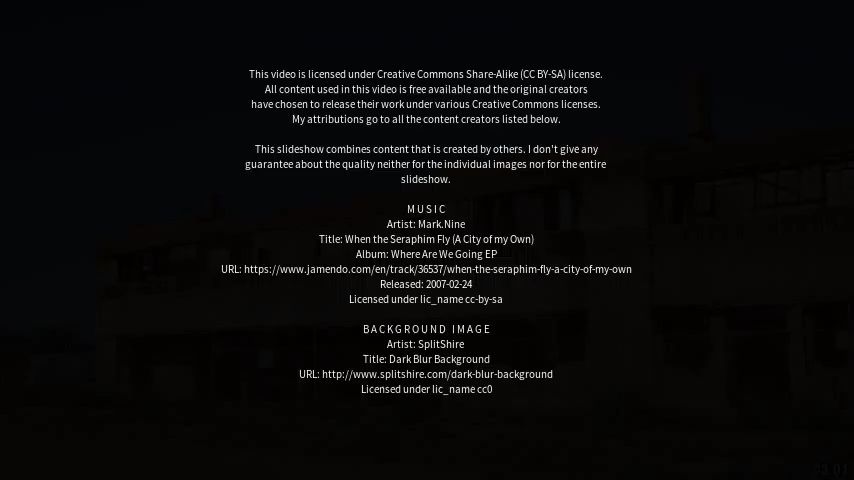 This video is licensed under Creative Commons Share-Alike (CC BY-SA) license.
All content used in this video is free available and the original creators
have chosen to release their work under various Creative Commons licenses.
My attributions go to all the content creators listed below.
This slideshow combines content that is created by others. I don't give any
guarantee about the quality neither for the individual images nor for the entire
slideshow.
MUSIC
Artist: Mark.Nine
Title: When the Seraphim Fly (A City of my Own)
Album: Where Are We Going EP
URL: https://www.jamendo.com/en/track/36537/when-the-seraphim-fly-a-city-of-my-own
Released: 2007-02-24
Licensed under lic_name cc-by-sa
BACKGROUND IMAGE
Artist: SplitShire
Title: Dark Blur Background
URL: http://www.splitshire.com/dark-blur-background
Licensed under lic_name cc0